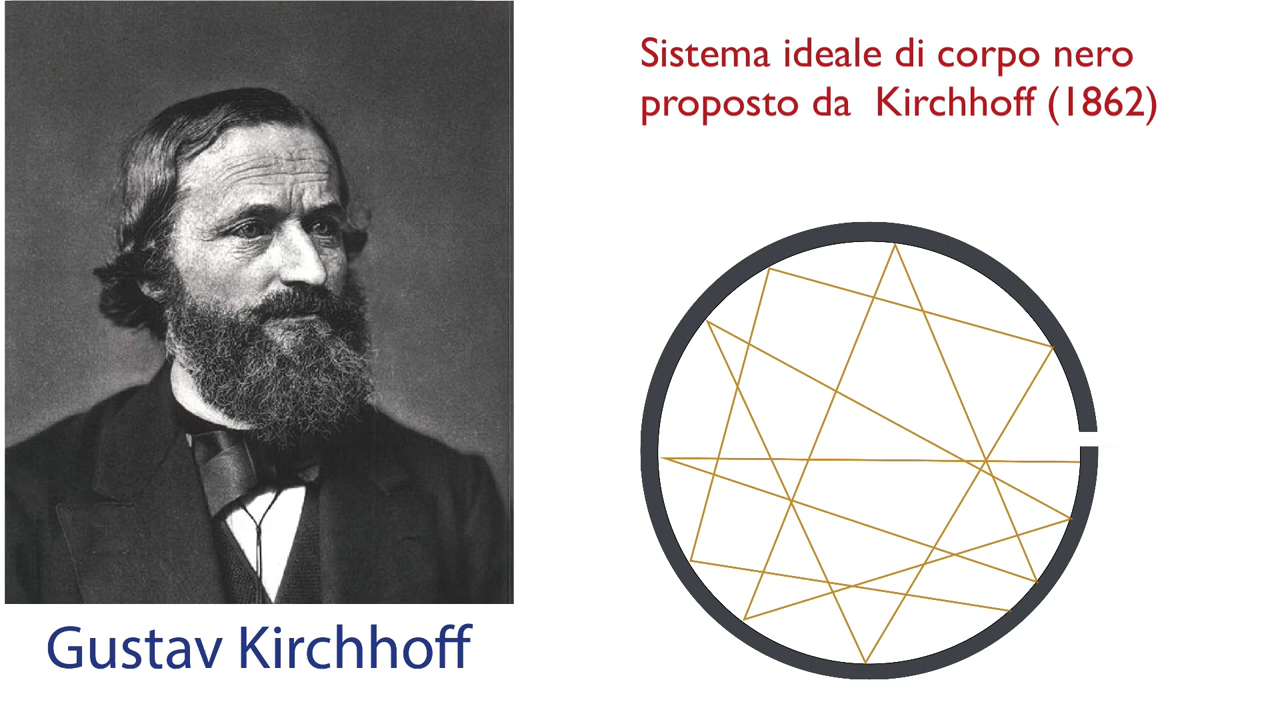 Sistema ideale di corpo nero
proposto da  Kirchhoff (1862)
Gustav Kirchhoff